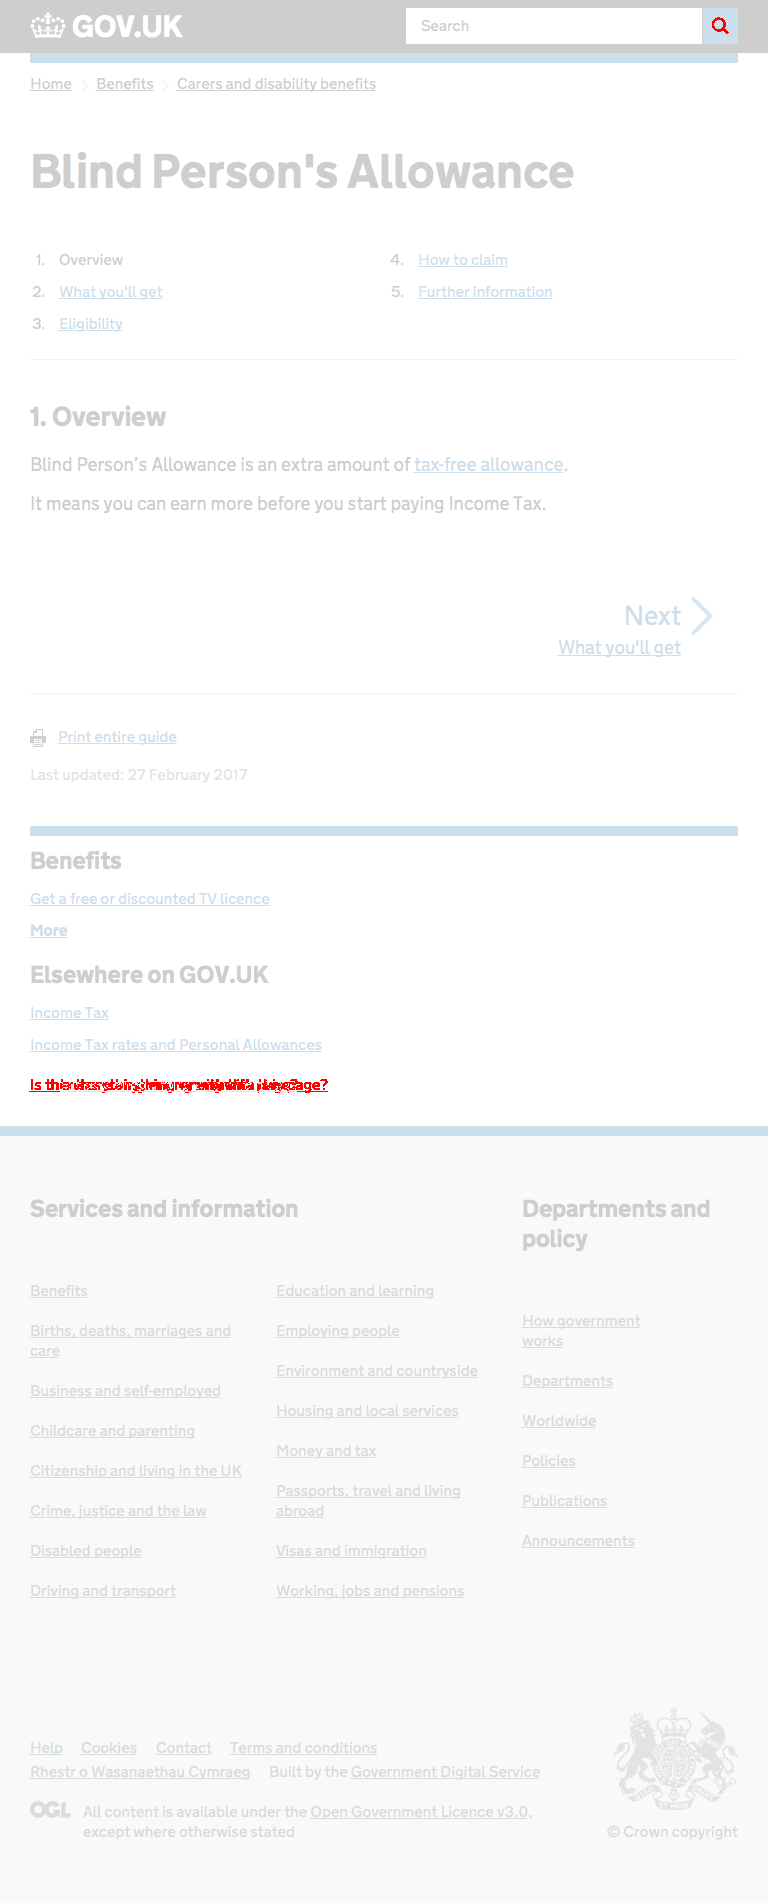 GOV.UK
Search
Home Benefits Carers and disability benefits
Blind Person's Allowance
1. Overview
2. What you'll get
3. Eligibility
4. How to claim
5. Further information
1. Overview
Blind Person’s Allowance is an extra amount of tax-free allowance.
It means you can earn more before you start paying Income Tax.
Next
What you'll get
Print entire guide
Last updated: 27 February 2017
Benefits
Get a free or discounted TV licence
More
Elsewhere on GOV.UK
Income Tax
Income Tax rates and Personal Allowances
Services and information
Benefits
Births, deaths, marriages and
care
Business and self-employed
Childcare and parenting
Citizenship and living in the UK
Crime, justice and the law
Disabled people
Driving and transport
Education and learning
Employing people
Environment and countryside
Housing and local services
Money and tax
Passports, travel and living
abroad
Visas and immigration
Working, jobs and pensions
Departments and
policy
How government
works
Departments
Worldwide
Policies
Publications
Announcements
Help Cookies Contact Terms and conditions
Rhestr o Wasanaethau Cymraeg Built by the Government Digital Service
OGL All content is available under the Open Government Licence v3.0,
except where otherwise stated
© Crown copyright